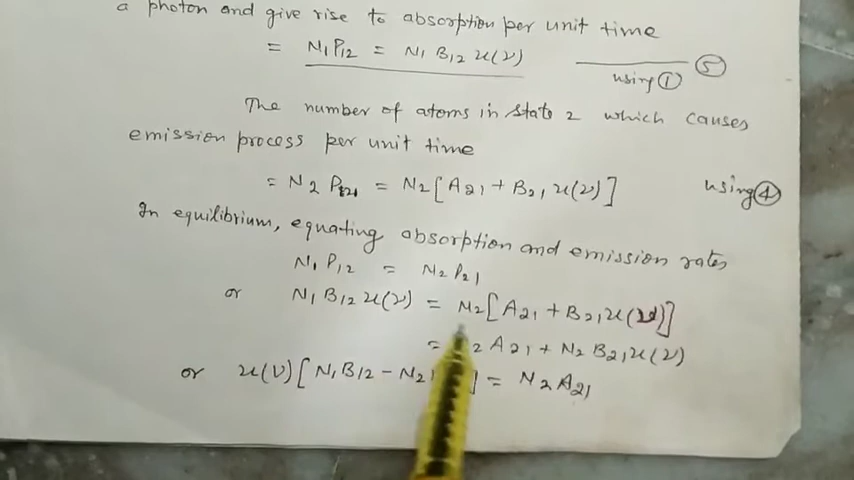 a photon and give rise to absorption per unit time
= N₁P₁₂ = N₁ B₁₂ u(ν) ⑤
using ①
The number of atoms in state 2 which causes
emission process per unit time
= N₂ P₂₁ = N₂[A₂₁ + B₂₁ u(ν)] using ④
In equilibrium, equating absorption and emission rates
N₁ P₁₂ = N₂ P₂₁
or N₁ B₁₂ u(ν) = N₂[A₂₁ + B₂₁ u(ν)]
= ₂ A₂₁ + N₂ B₂₁ u(ν)
or u(ν)[N₁B₁₂ − N₂ ] = N₂ A₂₁